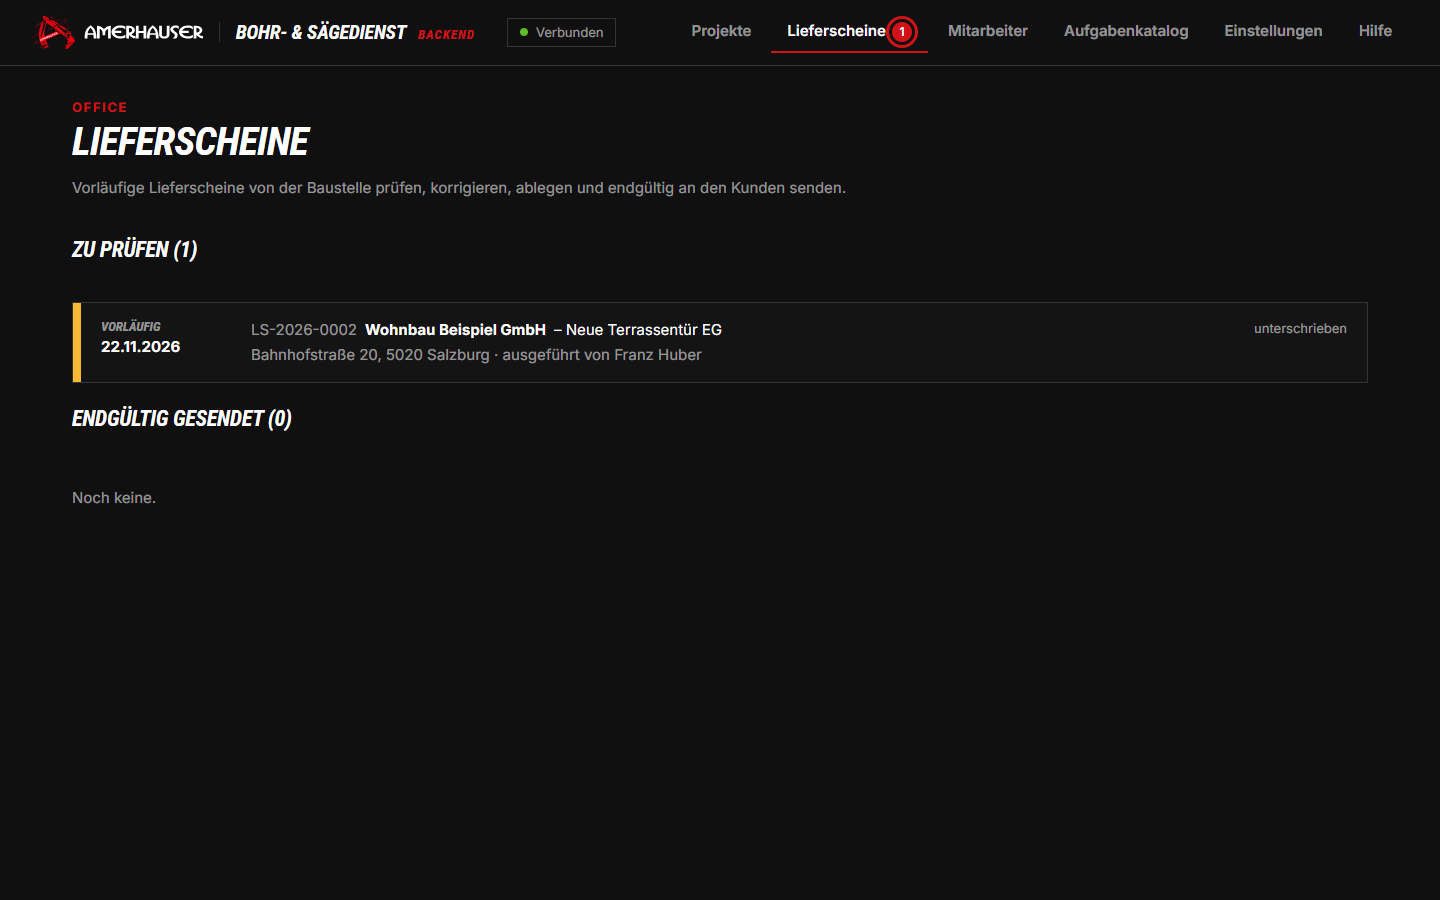 AMERHAUSER
BOHR- & SÄGEDIENST BACKEND
Verbunden
Projekte
Lieferscheine 1
Mitarbeiter
Aufgabenkatalog
Einstellungen
Hilfe
OFFICE
LIEFERSCHEINE
Vorläufige Lieferscheine von der Baustelle prüfen, korrigieren, ablegen und endgültig an den Kunden senden.
ZU PRÜFEN (1)
VORLÄUFIG
22.11.2026
LS-2026-0002 Wohnbau Beispiel GmbH – Neue Terrassentür EG
Bahnhofstraße 20, 5020 Salzburg · ausgeführt von Franz Huber
unterschrieben
ENDGÜLTIG GESENDET (0)
Noch keine.